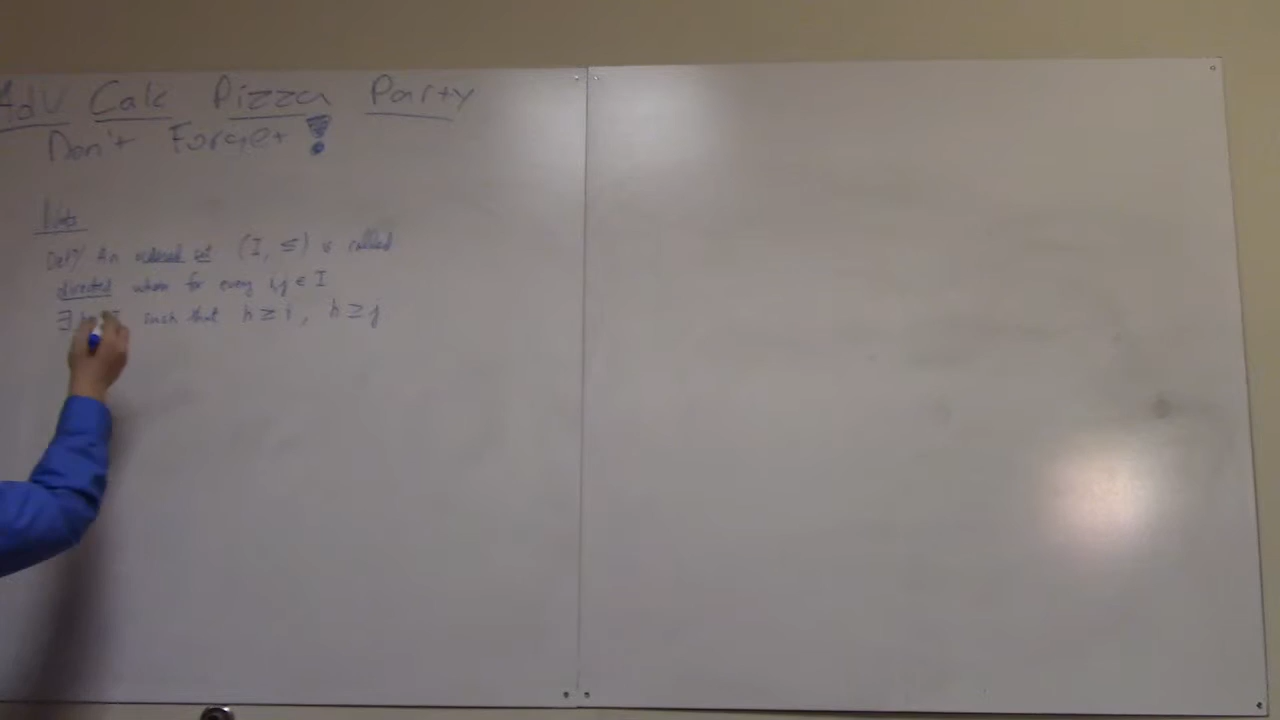 Adv Calc Pizza Party
Don't Forget!
Nets
Def) An ordered set (I, ≤) is called
directed when for every i,j ∈ I
∃ h∈I such that h ≥ i, h ≥ j